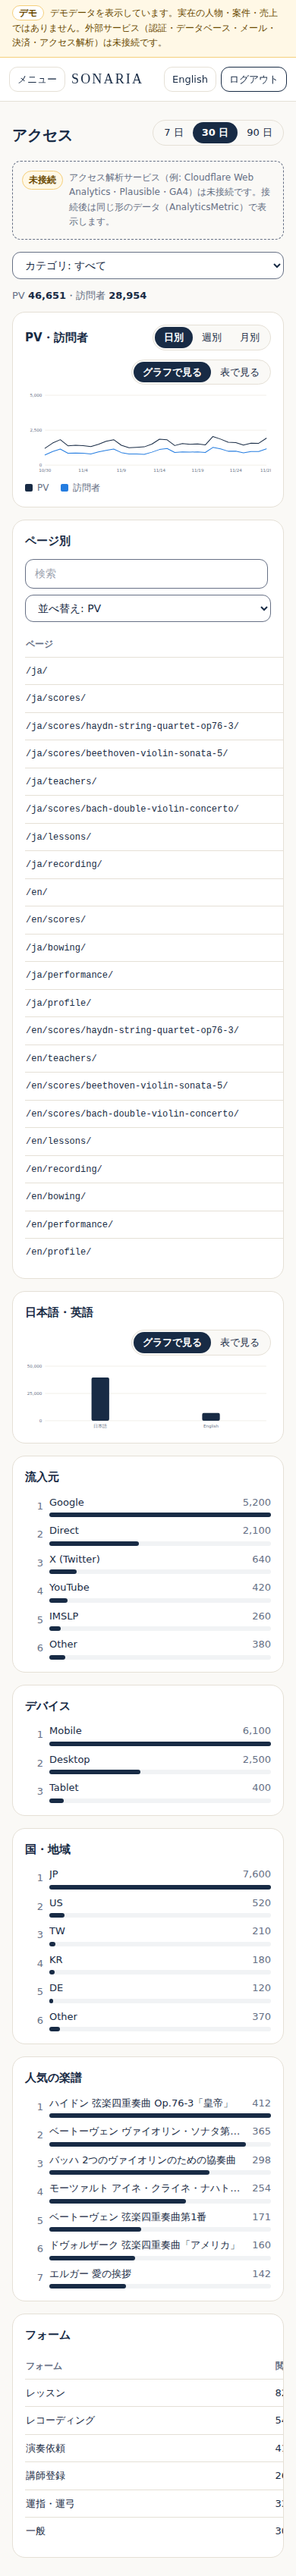 デモ デモデータを表示しています。実在の人物・案件・売上
ではありません。外部サービス（認証・データベース・メール・
決済・アクセス解析）は未接続です。
メニュー SONARIA English ログアウト
アクセス 7 日 30 日 90 日
未接続 アクセス解析サービス（例: Cloudflare Web
Analytics・Plausible・GA4）は未接続です。接
続後は同じ形のデータ（AnalyticsMetric）で表
示します。
カテゴリ: すべて
PV 46,651・訪問者 28,954
PV・訪問者 日別 週別 月別
グラフで見る 表で見る
5,000
2,500
0
10/30 11/4 11/9 11/14 11/19 11/24
PV 訪問者
ページ別
検索
並べ替え: PV
ページ
/ja/
/ja/scores/
/ja/scores/haydn-string-quartet-op76-3/
/ja/scores/beethoven-violin-sonata-5/
/ja/teachers/
/ja/scores/bach-double-violin-concerto/
/ja/lessons/
/ja/recording/
/en/
/en/scores/
/ja/bowing/
/ja/performance/
/ja/profile/
/en/scores/haydn-string-quartet-op76-3/
/en/teachers/
/en/scores/beethoven-violin-sonata-5/
/en/scores/bach-double-violin-concerto/
/en/lessons/
/en/recording/
/en/bowing/
/en/performance/
/en/profile/
日本語・英語
グラフで見る 表で見る
50,000
25,000
0
日本語 English
流入元
1 Google 5,200
2 Direct 2,100
3 X (Twitter) 640
4 YouTube 420
5 IMSLP 260
6 Other 380
デバイス
1 Mobile 6,100
2 Desktop 2,500
3 Tablet 400
国・地域
1 JP 7,600
2 US 520
3 TW 210
4 KR 180
5 DE 120
6 Other 370
人気の楽譜
1 ハイドン 弦楽四重奏曲 Op.76-3「皇帝」 412
2 ベートーヴェン ヴァイオリン・ソナタ第… 365
3 バッハ 2つのヴァイオリンのための協奏曲 298
4 モーツァルト アイネ・クライネ・ナハト… 254
5 ベートーヴェン 弦楽四重奏曲第1番 171
6 ドヴォルザーク 弦楽四重奏曲「アメリカ」 160
7 エルガー 愛の挨拶 142
フォーム
フォーム
レッスン
レコーディング
演奏依頼
講師登録
運指・運弓
一般